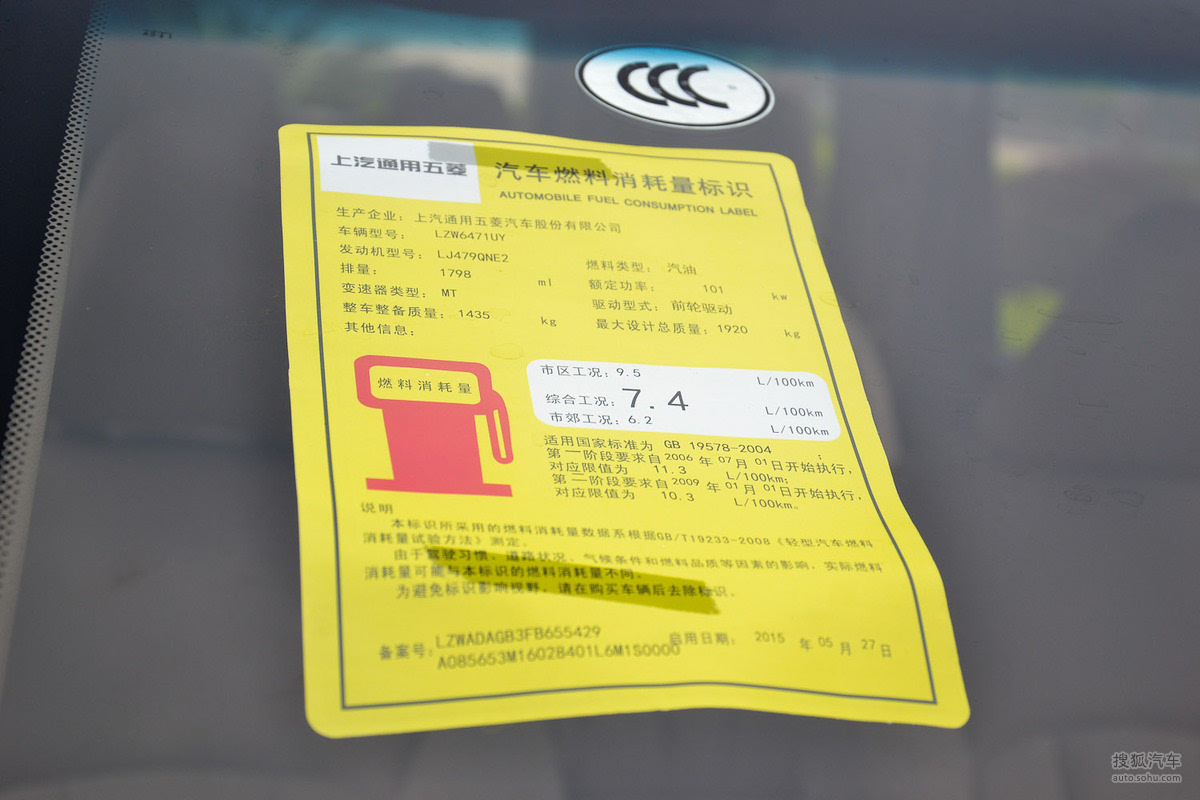 CCC
上汽通用五菱
汽车燃料消耗量标识
AUTOMOBILE FUEL CONSUMPTION LABEL
生产企业：上汽通用五菱汽车股份有限公司
车辆型号： LZW6471UY
发动机型号： LJ479QNE2 燃料类型： 汽油
排量： 1798 ml 额定功率： 101 kw
变速器类型： MT 驱动型式： 前轮驱动
整车整备质量： 1435 kg 最大设计总质量： 1920 kg
其他信息：
燃料消耗量
市区工况： 9.5 L/100km
综合工况： 7.4 L/100km
市郊工况： 6.2 L/100km
适用国家标准为 GB 19578-2004 ；
第一阶段要求自2006 年 07月 01日开始执行，
对应限值为 11.3 L/100km；
第二阶段要求自2009 年 01月 01日开始执行，
对应限值为 10.3 L/100km。
说明
本标识所采用的燃料消耗量数据系根据GB/T19233-2008《轻型汽车燃料
消耗量试验方法》测定。
由于驾驶习惯、道路状况、气候条件和燃料品质等因素的影响，实际燃料
消耗量可能与本标识的燃料消耗量不同。
为避免标识影响视野，请在购买车辆后去除标识。
备案号： LZWADAGB3FB655429 启用日期： 2015 年 05 月 27 日
A085653M16028401L6M1S0000
搜狐汽车
auto.sohu.com